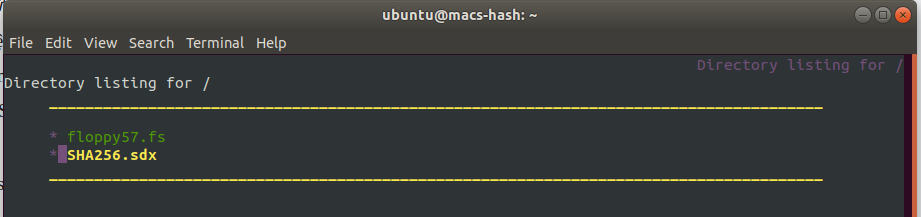 ubuntu@macs-hash: ~
File Edit View Search Terminal Help
Directory listing for /
Directory listing for /
* floppy57.fs
* SHA256.sdx